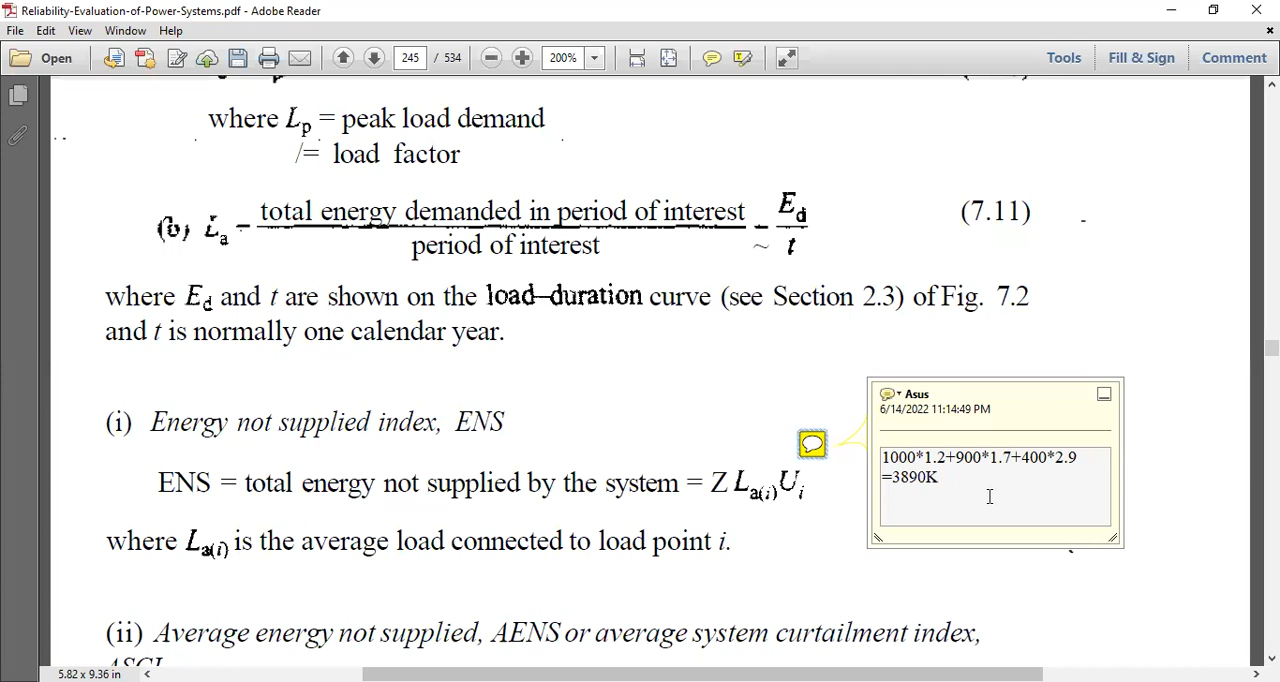 Reliability-Evaluation-of-Power-Systems.pdf - Adobe Reader
File Edit View Window Help
Open 245 / 534 200% Tools Fill & Sign Comment
where Lp = peak load demand
/= load factor
(b) La = total energy demanded in period of interest / period of interest ~ Ed / t (7.11)
where Ed and t are shown on the load–duration curve (see Section 2.3) of Fig. 7.2
and t is normally one calendar year.
Asus
6/14/2022 11:14:49 PM
1000*1.2+900*1.7+400*2.9
=3890K
(i) Energy not supplied index, ENS
ENS = total energy not supplied by the system = Z La(i)Ui
where La(i) is the average load connected to load point i.
(ii) Average energy not supplied, AENS or average system curtailment index,
ASCI
5.82 x 9.36 in